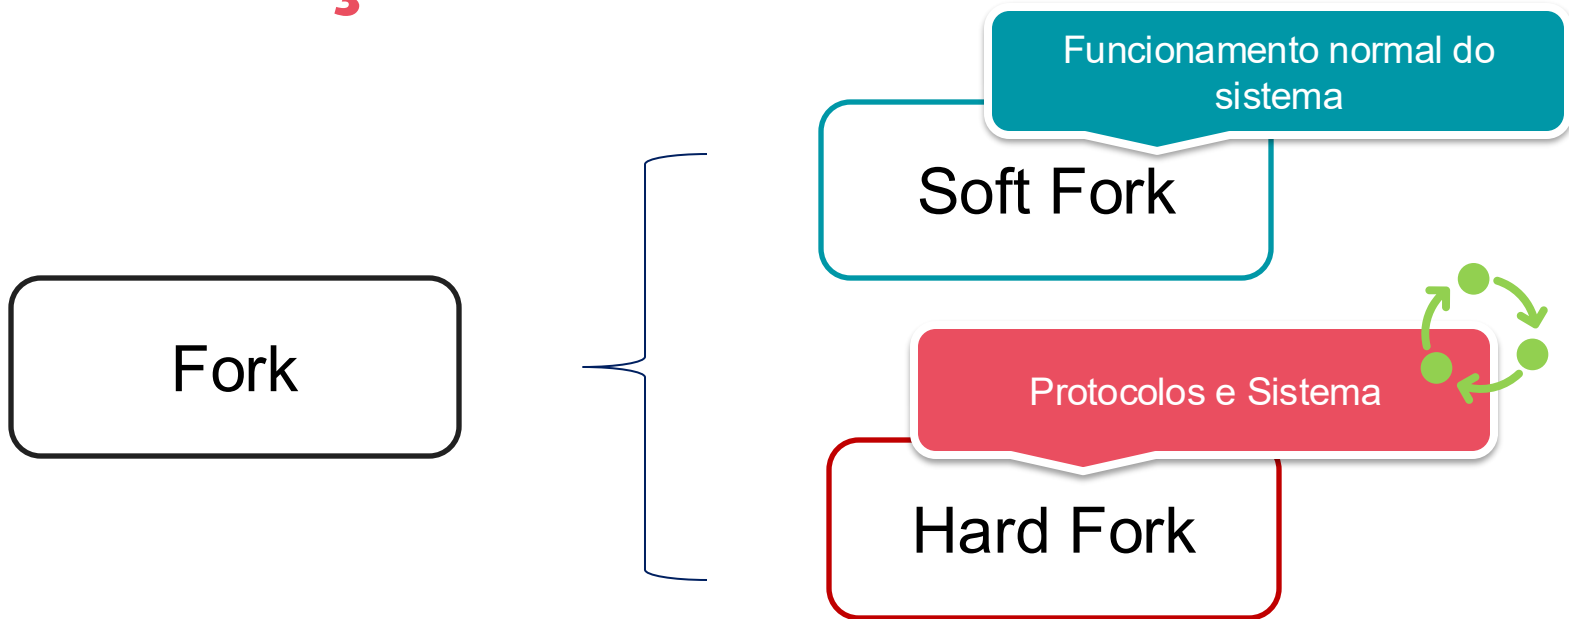 Funcionamento normal do
sistema
Soft Fork
Fork
Protocolos e Sistema
Hard Fork